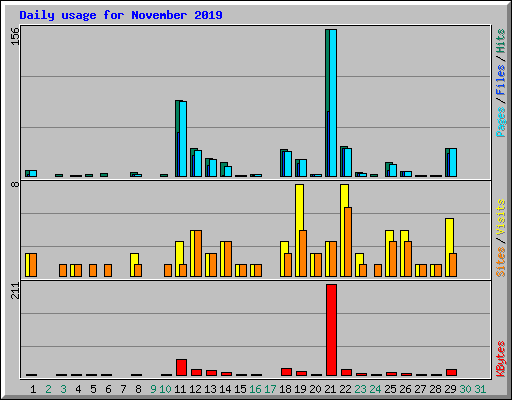 Daily usage for November 2019
156
8
211
Pages / Files / Hits
Sites / Visits
KBytes
1 2 3 4 5 6 7 8 9 10 11 12 13 14 15 16 17 18 19 20 21 22 23 24 25 26 27 28 29 30 31